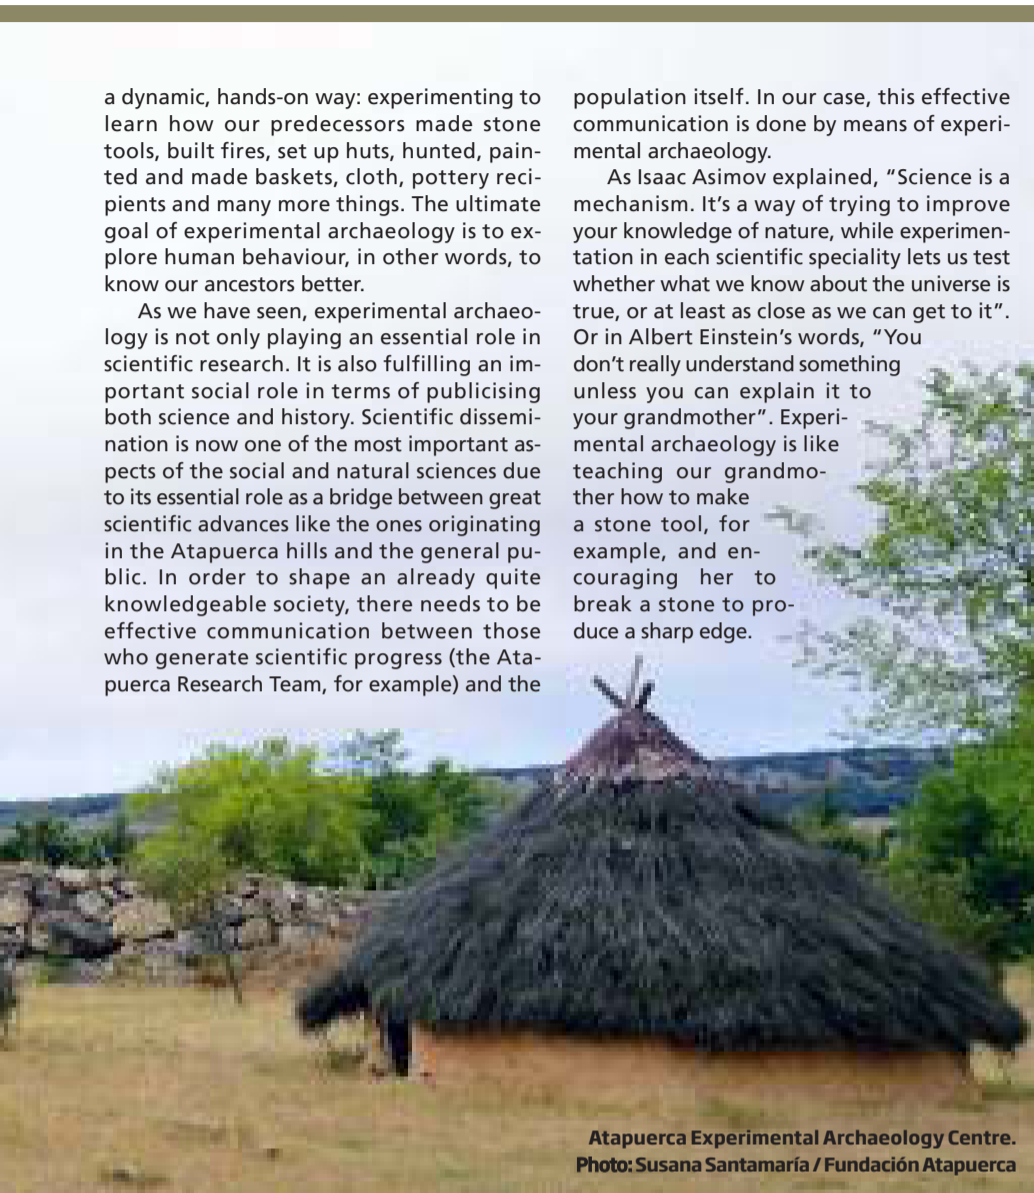 a dynamic, hands-on way: experimenting to
learn how our predecessors made stone
tools, built fires, set up huts, hunted, pain-
ted and made baskets, cloth, pottery reci-
pients and many more things. The ultimate
goal of experimental archaeology is to ex-
plore human behaviour, in other words, to
know our ancestors better.
As we have seen, experimental archaeo-
logy is not only playing an essential role in
scientific research. It is also fulfilling an im-
portant social role in terms of publicising
both science and history. Scientific dissemi-
nation is now one of the most important as-
pects of the social and natural sciences due
to its essential role as a bridge between great
scientific advances like the ones originating
in the Atapuerca hills and the general pu-
blic. In order to shape an already quite
knowledgeable society, there needs to be
effective communication between those
who generate scientific progress (the Ata-
puerca Research Team, for example) and the
population itself. In our case, this effective
communication is done by means of experi-
mental archaeology.
As Isaac Asimov explained, “Science is a
mechanism. It’s a way of trying to improve
your knowledge of nature, while experimen-
tation in each scientific speciality lets us test
whether what we know about the universe is
true, or at least as close as we can get to it”.
Or in Albert Einstein’s words, “You
don’t really understand something
unless you can explain it to
your grandmother”. Experi-
mental archaeology is like
teaching our grandmo-
ther how to make
a stone tool, for
example, and en-
couraging her to
break a stone to pro-
duce a sharp edge.
Atapuerca Experimental Archaeology Centre.
Photo: Susana Santamaría / Fundación Atapuerca